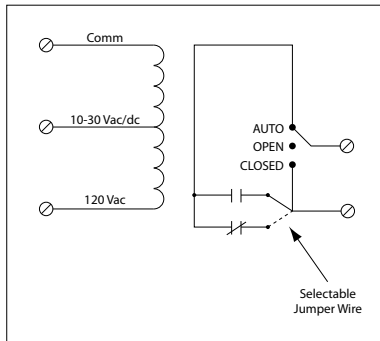 Comm
10-30 Vac/dc
120 Vac
AUTO
OPEN
CLOSED
Selectable
Jumper Wire